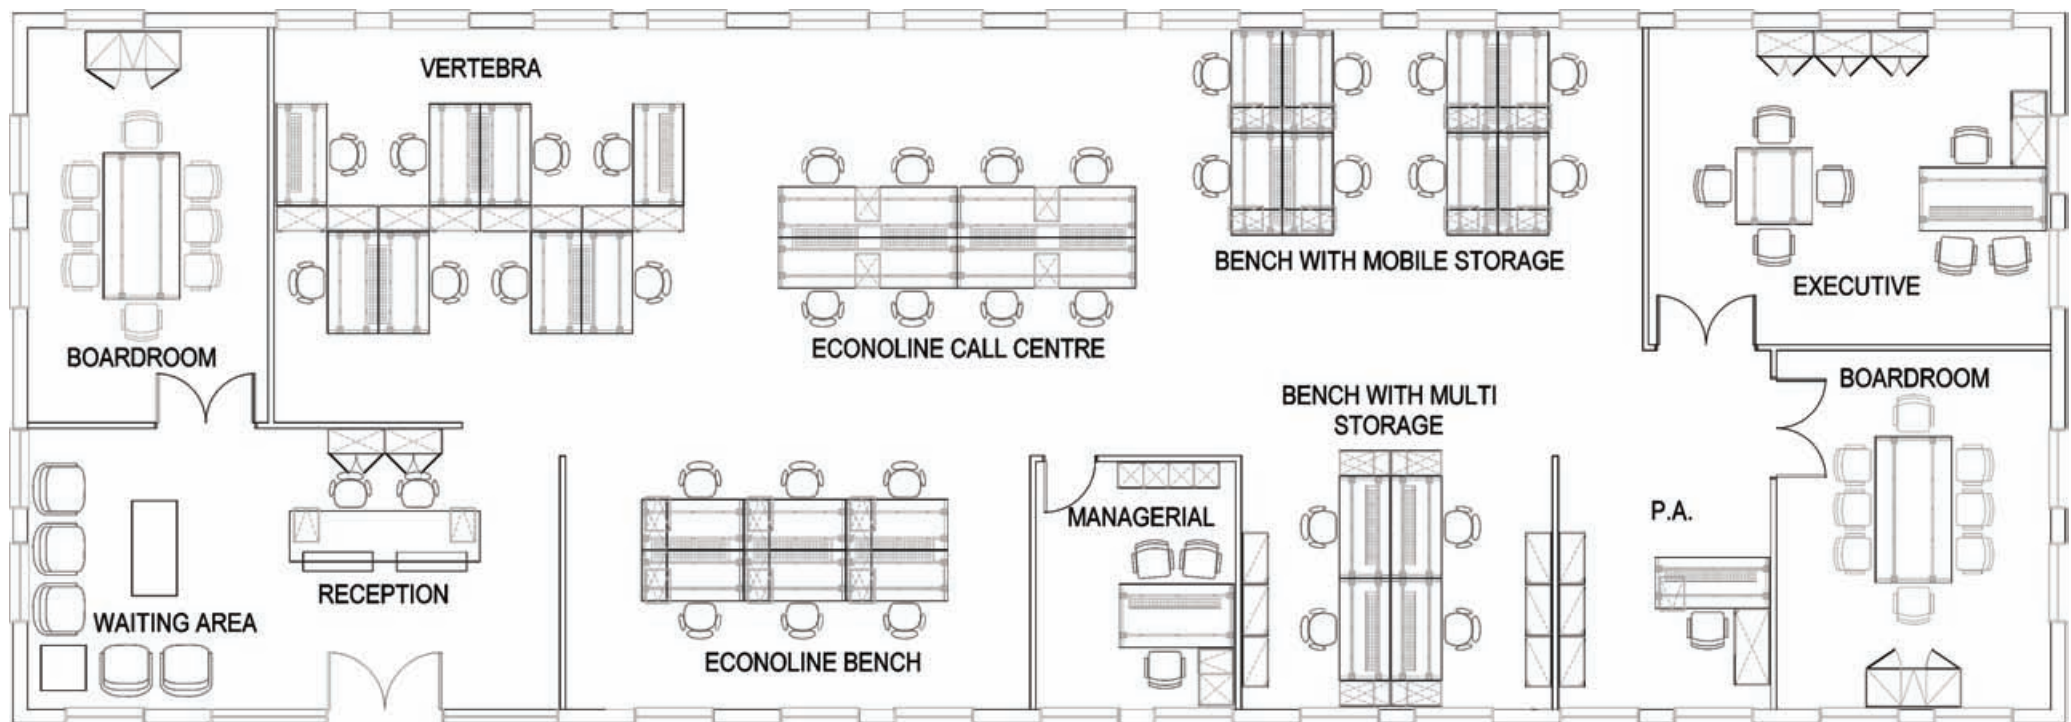 VERTEBRA
BENCH WITH MOBILE STORAGE
EXECUTIVE
ECONOLINE CALL CENTRE
BOARDROOM
BOARDROOM
BENCH WITH MULTI
STORAGE
MANAGERIAL
P.A.
RECEPTION
WAITING AREA
ECONOLINE BENCH